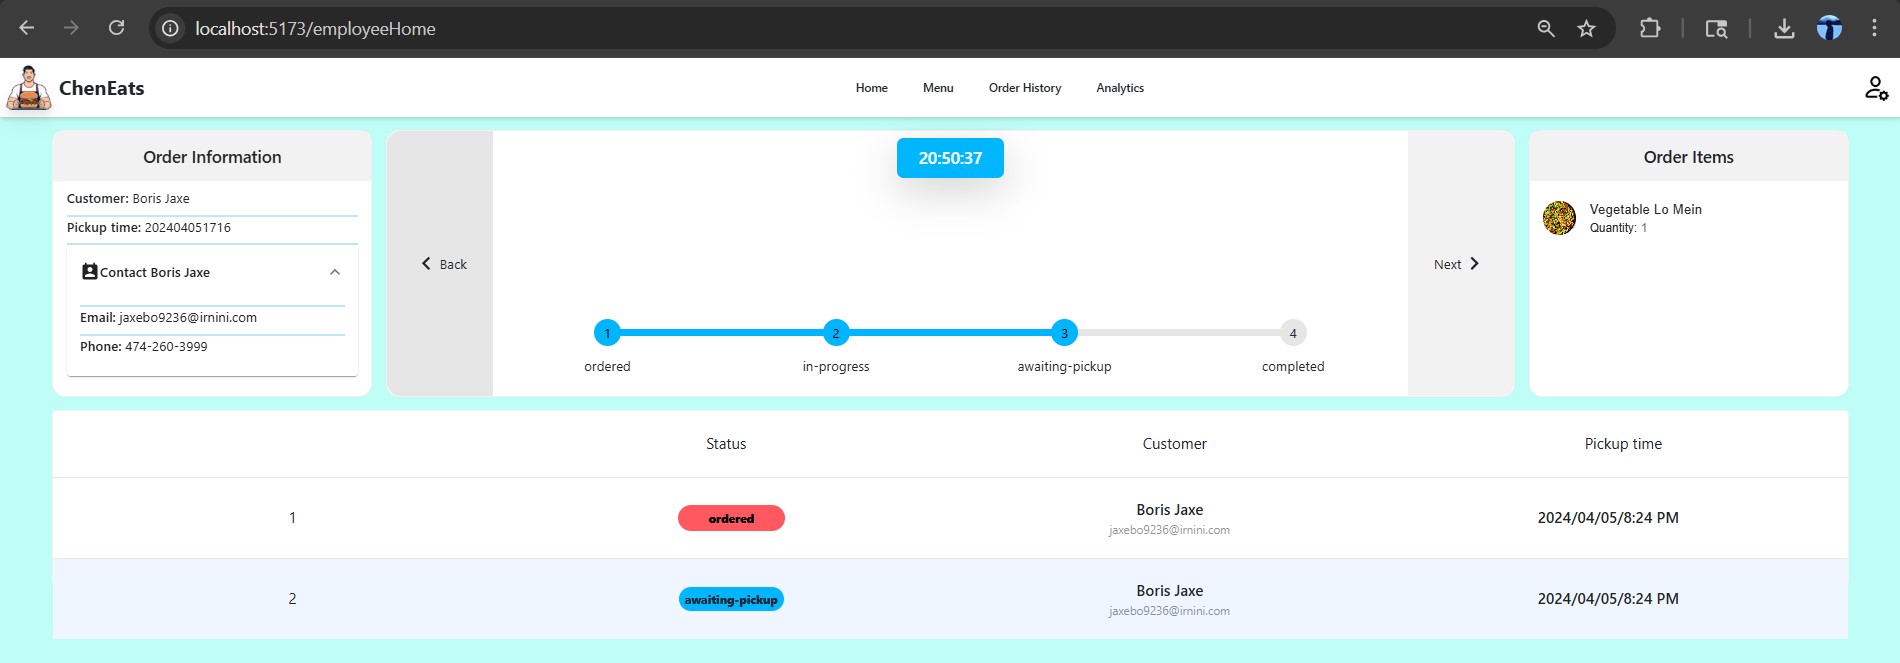 localhost:5173/employeeHome
ChenEats
Home Menu Order History Analytics
Order Information
Customer: Boris Jaxe
Pickup time: 202404051716
Contact Boris Jaxe
Email: jaxebo9236@irnini.com
Phone: 474-260-3999
Back
20:50:37
1 2 3 4
ordered in-progress awaiting-pickup completed
Next
Order Items
Vegetable Lo Mein
Quantity: 1
Status Customer Pickup time
1 ordered Boris Jaxe 2024/04/05/8:24 PM
jaxebo9236@irnini.com
2 awaiting-pickup Boris Jaxe 2024/04/05/8:24 PM
jaxebo9236@irnini.com